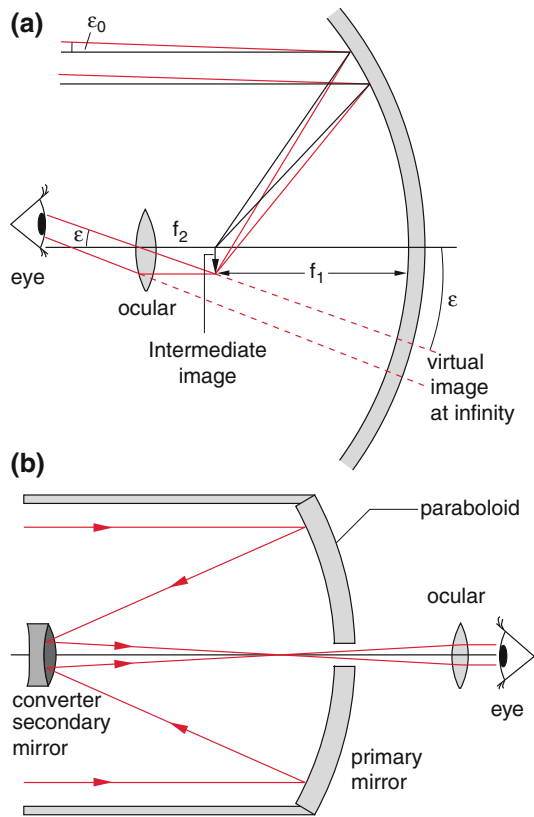 (a)
ε0
ε
f2
eye
ocular
f1
ε
Intermediate
image
virtual
image
at infinity
(b)
paraboloid
ocular
eye
converter
secondary
mirror
primary
mirror